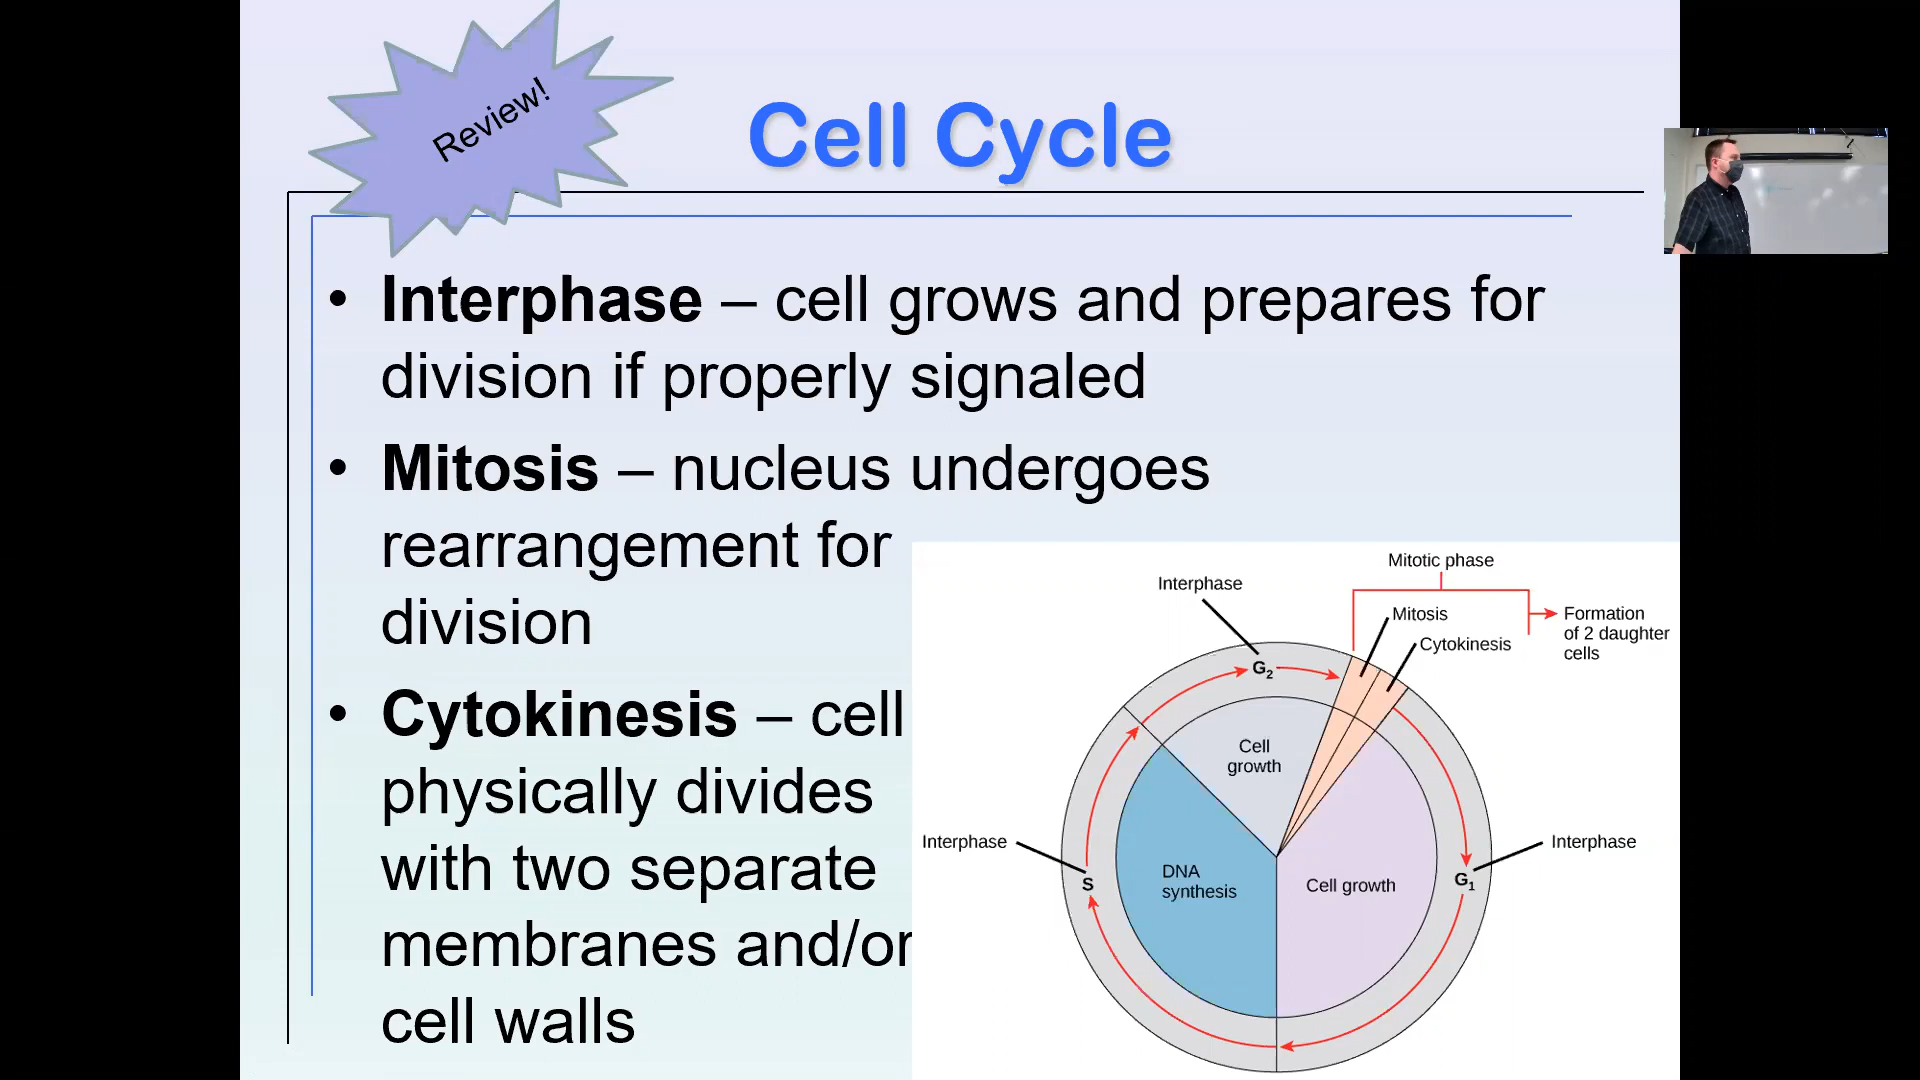 Review!
Cell Cycle
• Interphase – cell grows and prepares for
division if properly signaled
• Mitosis – nucleus undergoes
rearrangement for
division
• Cytokinesis – cell
physically divides
with two separate
membranes and/or
cell walls
Mitotic phase
Interphase
Mitosis
Cytokinesis
Formation
of 2 daughter
cells
G₂
Cell
growth
Interphase
S
DNA
synthesis
Cell growth
G₁
Interphase